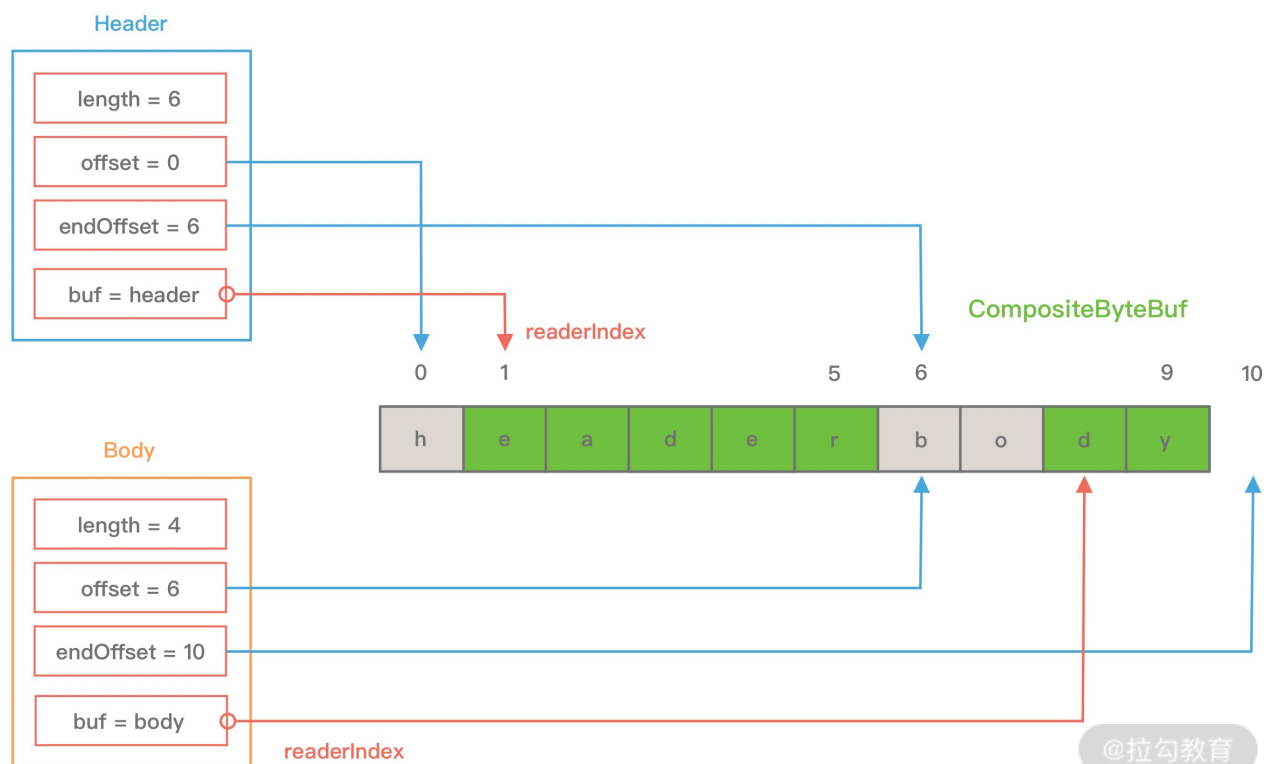 Header
length = 6
offset = 0
endOffset = 6
buf = header
readerIndex
CompositeByteBuf
0 1 5 6 9 10
h e a d e r b o d y
Body
length = 4
offset = 6
endOffset = 10
buf = body
readerIndex
@拉勾教育